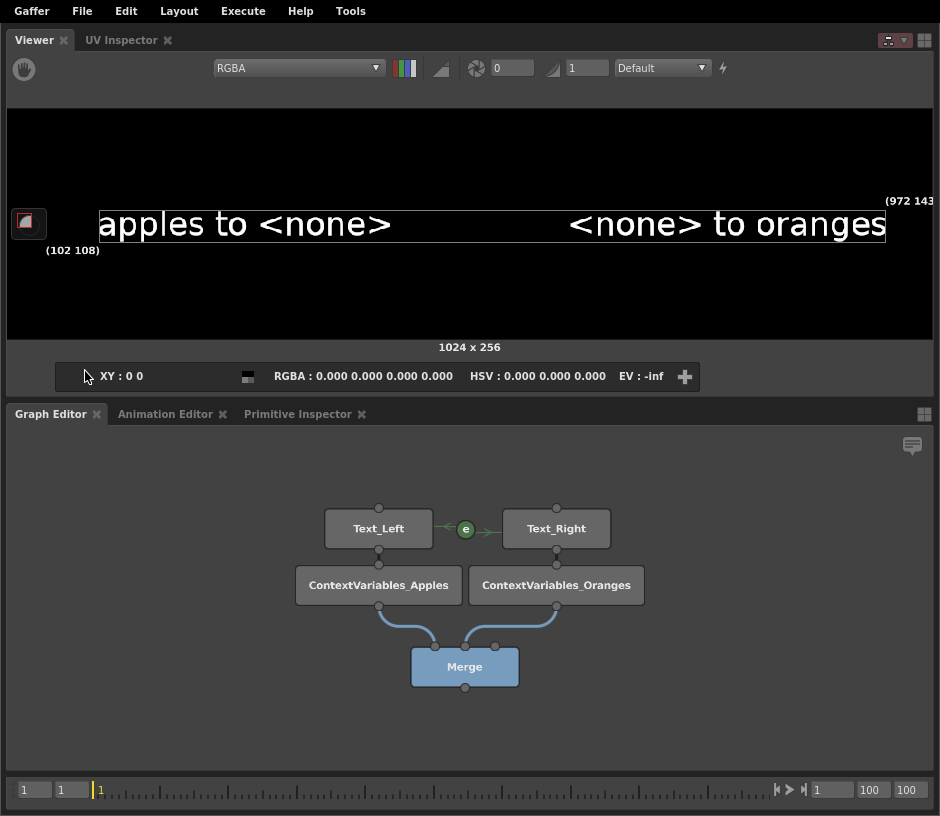 Gaffer File Edit Layout Execute Help Tools
Viewer UV Inspector
RGBA 0 1 Default
(972 143
apples to <none> <none> to oranges
(102 108)
1024 x 256
XY : 0 0 RGBA : 0.000 0.000 0.000 0.000 HSV : 0.000 0.000 0.000 EV : -inf
Graph Editor Animation Editor Primitive Inspector
Text_Left e Text_Right
ContextVariables_Apples ContextVariables_Oranges
Merge
1 1 1 1 100 100